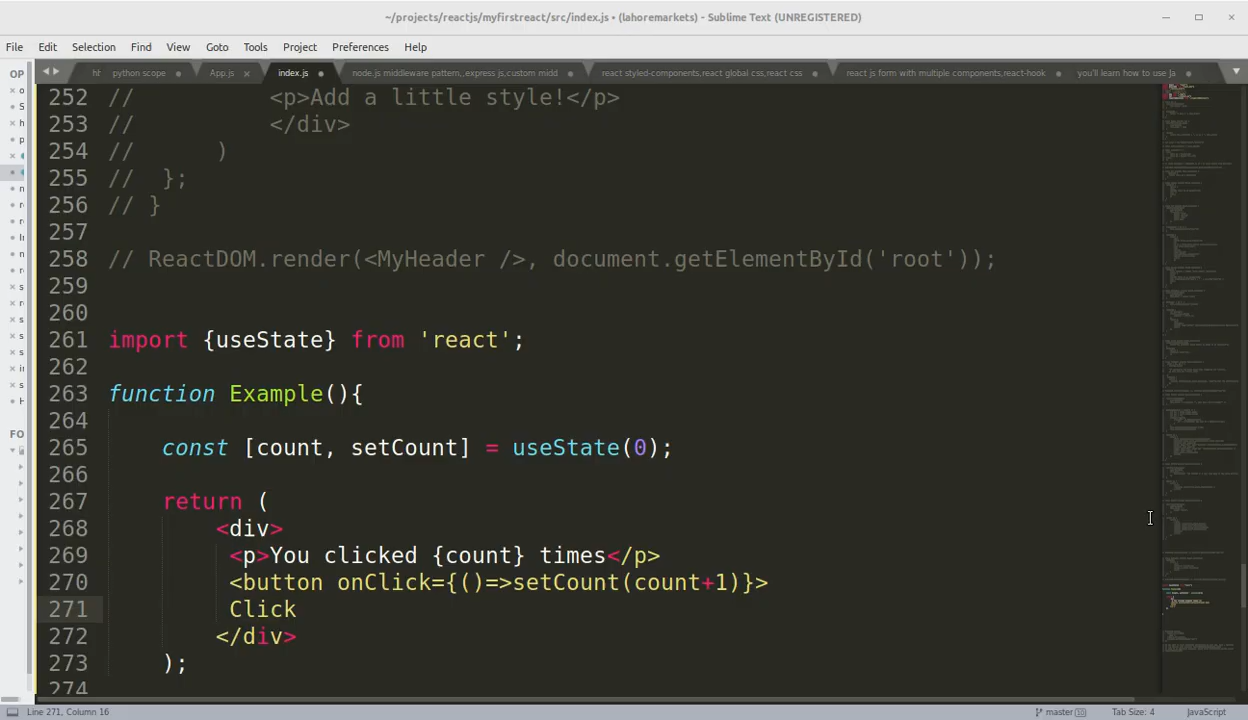 ~/projects/reactjs/myfirstreact/src/index.js • (lahoremarkets) - Sublime Text (UNREGISTERED)
File Edit Selection Find View Goto Tools Project Preferences Help
OP
ht python scope
App.js
index.js
node.js middleware pattern,,express js,custom midd
react styled-components,react global css,react css
react js form with multiple components,react-hook
you'll learn how to use Ja
FO
252 // <p>Add a little style!</p>
253 // </div>
254 // )
255 // };
256 // }
257
258 // ReactDOM.render(<MyHeader />, document.getElementById('root'));
259
260
261 import {useState} from 'react';
262
263 function Example(){
264
265 const [count, setCount] = useState(0);
266
267 return (
268 <div>
269 <p>You clicked {count} times</p>
270 <button onClick={()=>setCount(count+1)}>
271 Click
272 </div>
273 );
274
Line 271, Column 16
master 10
Tab Size: 4
JavaScript